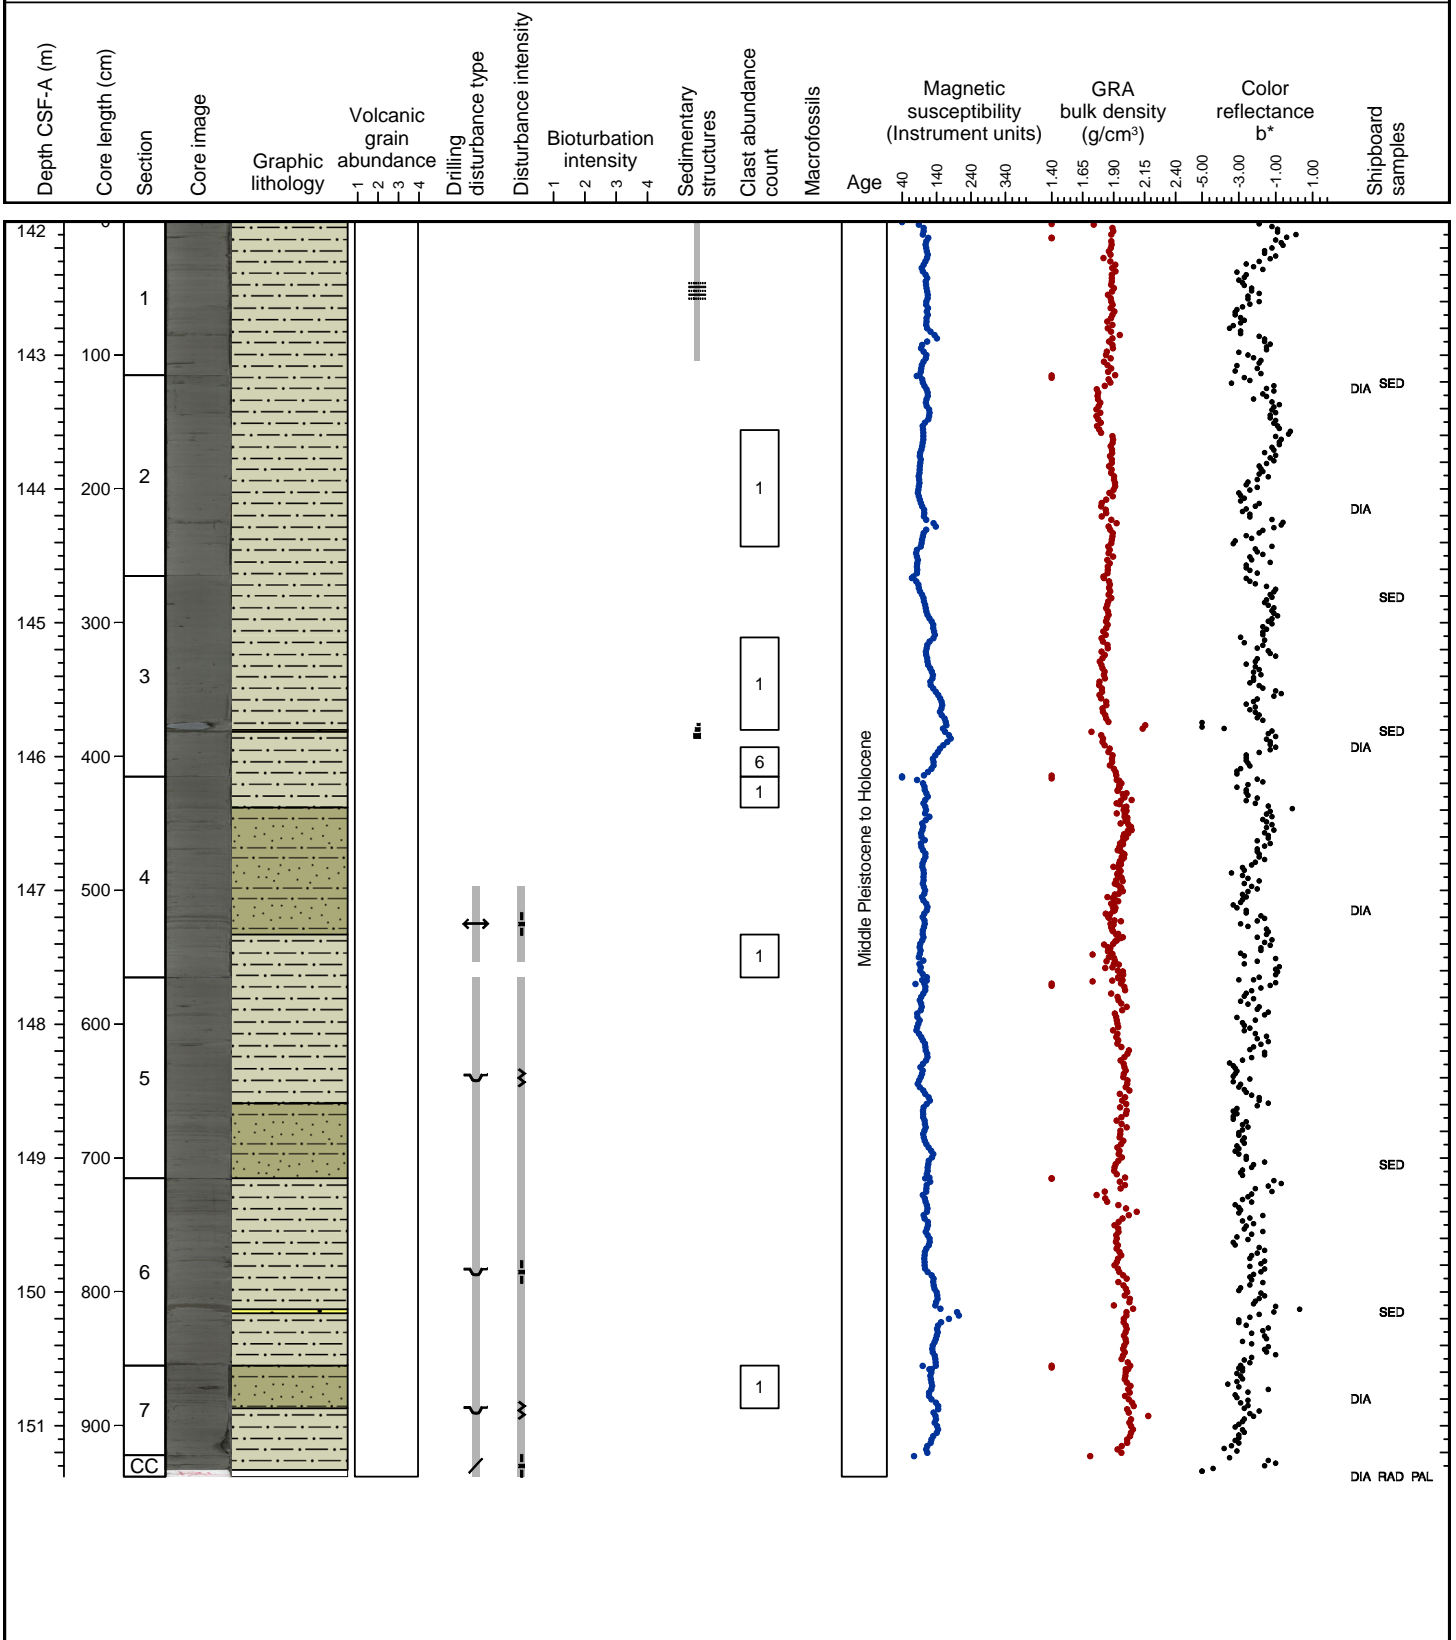 Depth CSF-A (m)
Core length (cm)
Section
Core image
Graphic
lithology
Volcanic
grain
abundance
1 2 3 4
Drilling
disturbance type
Disturbance intensity
Bioturbation
intensity
1 2 3 4
Sedimentary
structures
Clast abundance
count
Macrofossils
Age
Magnetic
susceptibility
(Instrument units)
40 140 240 340
GRA
bulk density
(g/cm³)
1.40 1.65 1.90 2.15 2.40
Color
reflectance
b*
-5.00 -3.00 -1.00 1.00
Shipboard
samples
142
143
144
145
146
147
148
149
150
151
0
100
200
300
400
500
600
700
800
900
1
2
3
4
5
6
7
CC
1
1
6
1
1
1
Middle Pleistocene to Holocene
DIA SED
DIA
SED
SED
DIA
DIA
SED
SED
DIA
DIA RAD PAL